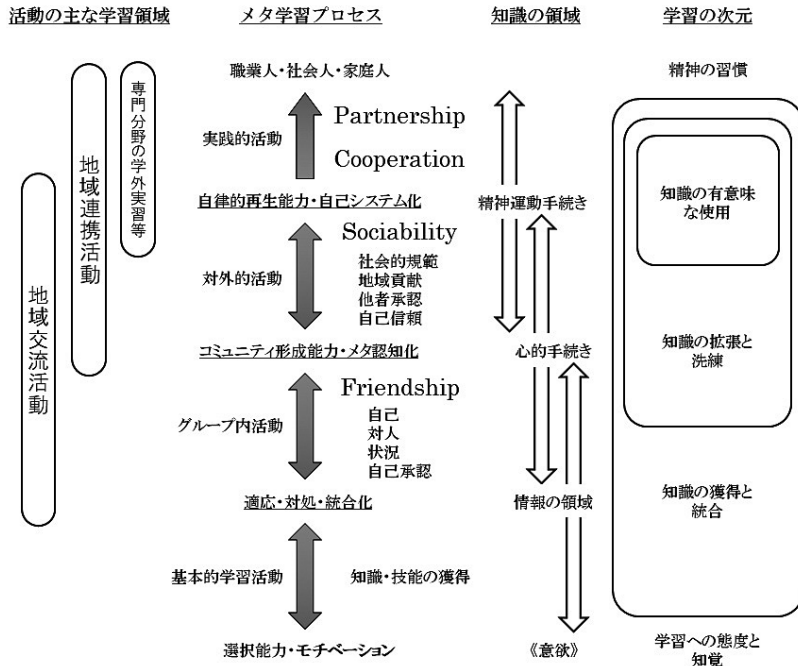 活動の主な学習領域
メタ学習プロセス
知識の領域
学習の次元
地域交流活動
地域連携活動
専門分野の学外実習等
職業人・社会人・家庭人
実践的活動
Partnership
Cooperation
自律的再生能力・自己システム化
対外的活動
Sociability
社会的規範
地域貢献
他者承認
自己信頼
コミュニティ形成能力・メタ認知化
グループ内活動
Friendship
自己
対人
状況
自己承認
適応・対処・統合化
基本的学習活動
知識・技能の獲得
選択能力・モチベーション
精神運動手続き
心的手続き
情報の領域
《意欲》
精神の習慣
知識の有意味
な使用
知識の拡張と
洗練
知識の獲得と
統合
学習への態度と
知覚